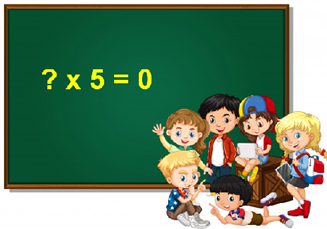 ? x 5 = 0